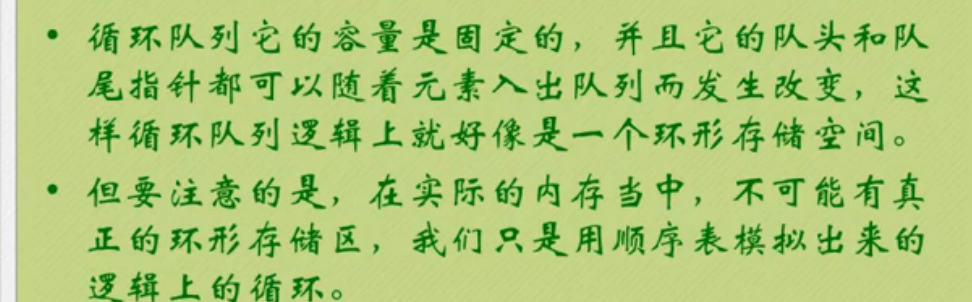 • 循环队列它的容量是固定的，并且它的队头和队
尾指针都可以随着元素入出队列而发生改变，这
样循环队列逻辑上就好像是一个环形存储空间。
• 但要注意的是，在实际的内存当中，不可能有真
正的环形存储区，我们只是用顺序表模拟出来的
逻辑上的循环。